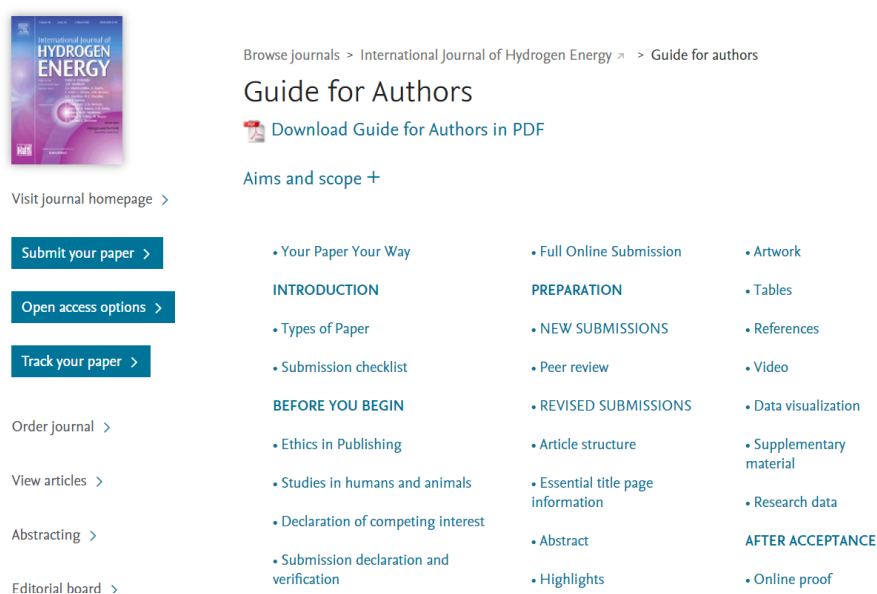 International Journal of
HYDROGEN
ENERGY
Visit journal homepage >
Submit your paper >
Open access options >
Track your paper >
Order journal >
View articles >
Abstracting >
Editorial board >
Browse journals > International Journal of Hydrogen Energy > Guide for authors
Guide for Authors
Download Guide for Authors in PDF
Aims and scope +
• Your Paper Your Way
INTRODUCTION
• Types of Paper
• Submission checklist
BEFORE YOU BEGIN
• Ethics in Publishing
• Studies in humans and animals
• Declaration of competing interest
• Submission declaration and
verification
• Full Online Submission
PREPARATION
• NEW SUBMISSIONS
• Peer review
• REVISED SUBMISSIONS
• Article structure
• Essential title page
information
• Abstract
• Highlights
• Artwork
• Tables
• References
• Video
• Data visualization
• Supplementary
material
• Research data
AFTER ACCEPTANCE
• Online proof